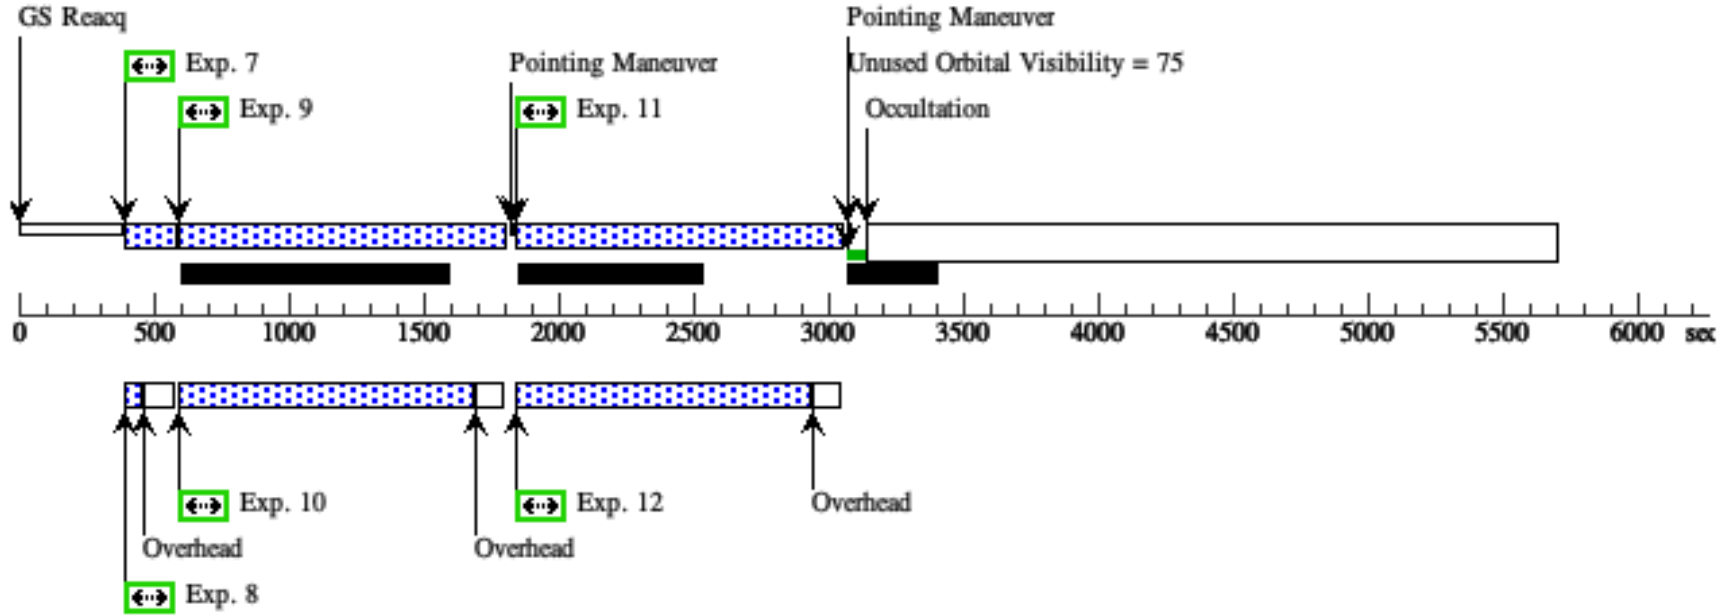 GS Reacq
Pointing Maneuver
Exp. 7
Pointing Maneuver
Unused Orbital Visibility = 75
Exp. 9
Exp. 11
Occultation
0 500 1000 1500 2000 2500 3000 3500 4000 4500 5000 5500 6000 sec
Exp. 10
Exp. 12
Overhead
Overhead
Overhead
Exp. 8